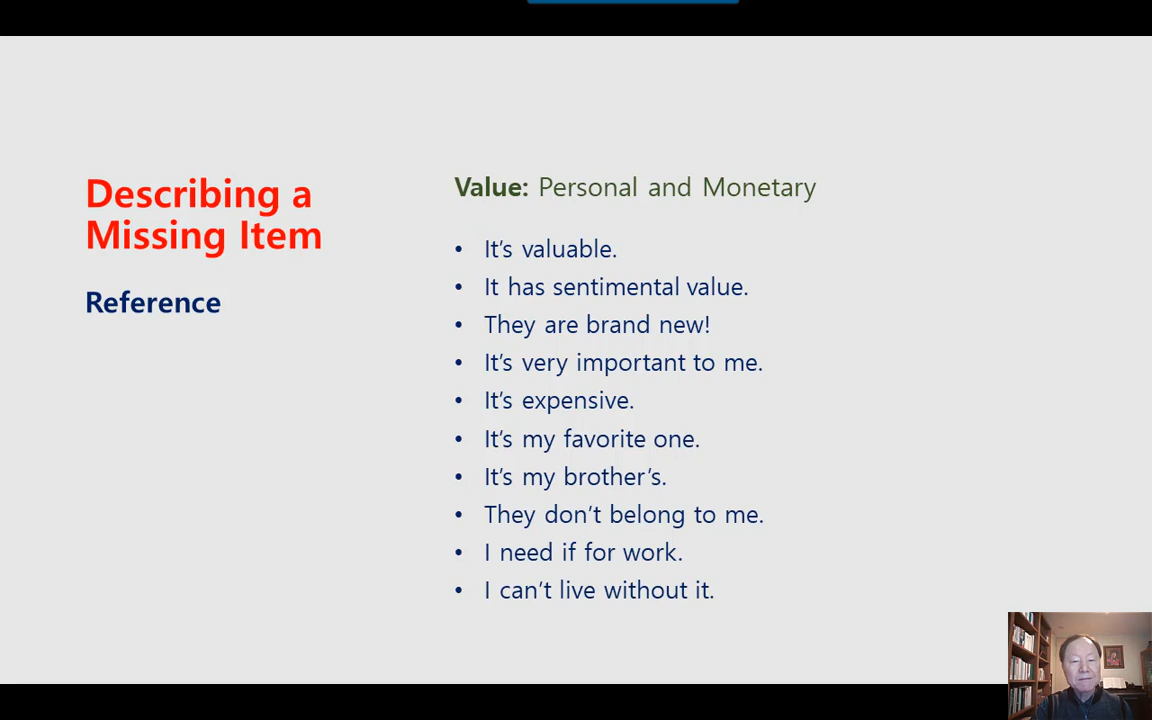 Describing a
Missing Item
Reference
Value: Personal and Monetary
• It's valuable.
• It has sentimental value.
• They are brand new!
• It's very important to me.
• It's expensive.
• It's my favorite one.
• It's my brother's.
• They don't belong to me.
• I need if for work.
• I can't live without it.